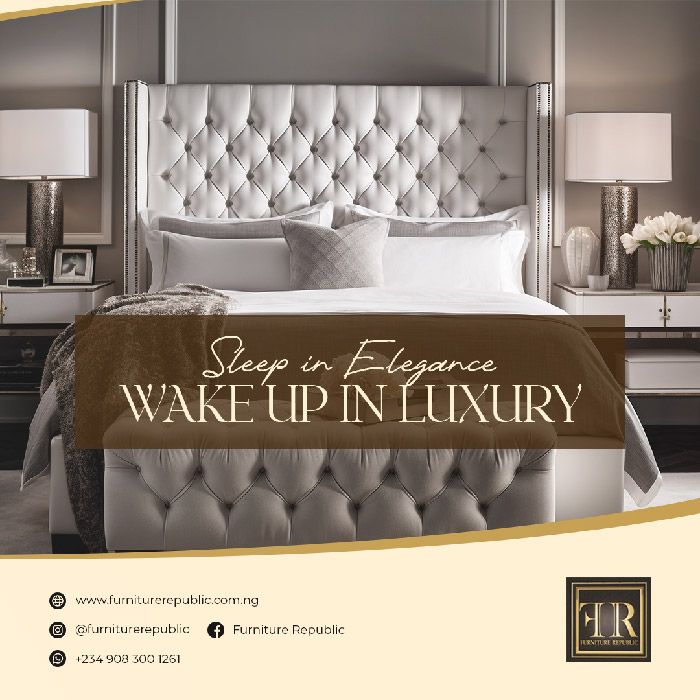 Sleep in Elegance
WAKE UP IN LUXURY
www.furniturerepublic.com.ng
@furniturerepublic Furniture Republic
+234 908 300 1261
FR
FURNITURE REPUBLIC